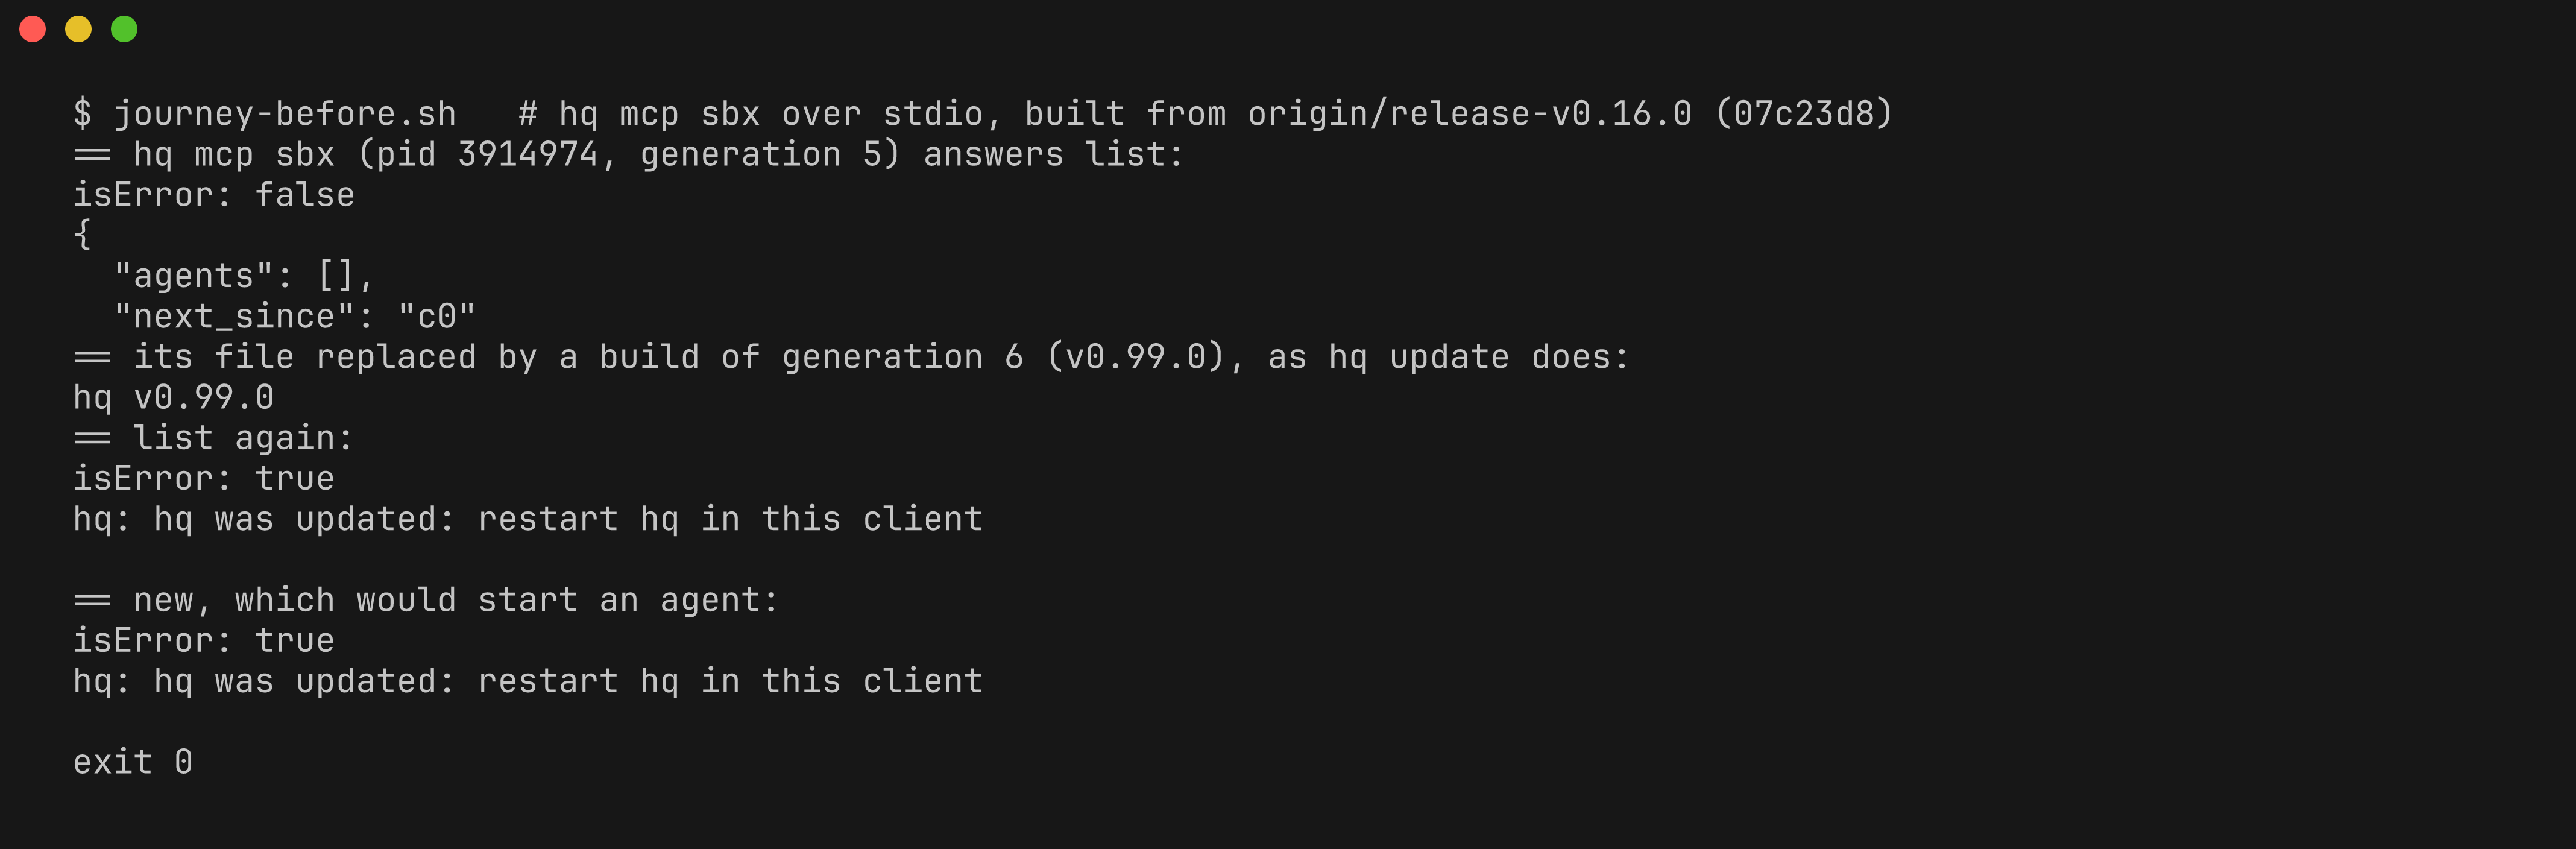 $ journey-before.sh   # hq mcp sbx over stdio, built from origin/release-v0.16.0 (07c23d8)
== hq mcp sbx (pid 3914974, generation 5) answers list:
isError: false
{
  "agents": [],
  "next_since": "c0"
== its file replaced by a build of generation 6 (v0.99.0), as hq update does:
hq v0.99.0
== list again:
isError: true
hq: hq was updated: restart hq in this client

== new, which would start an agent:
isError: true
hq: hq was updated: restart hq in this client

exit 0